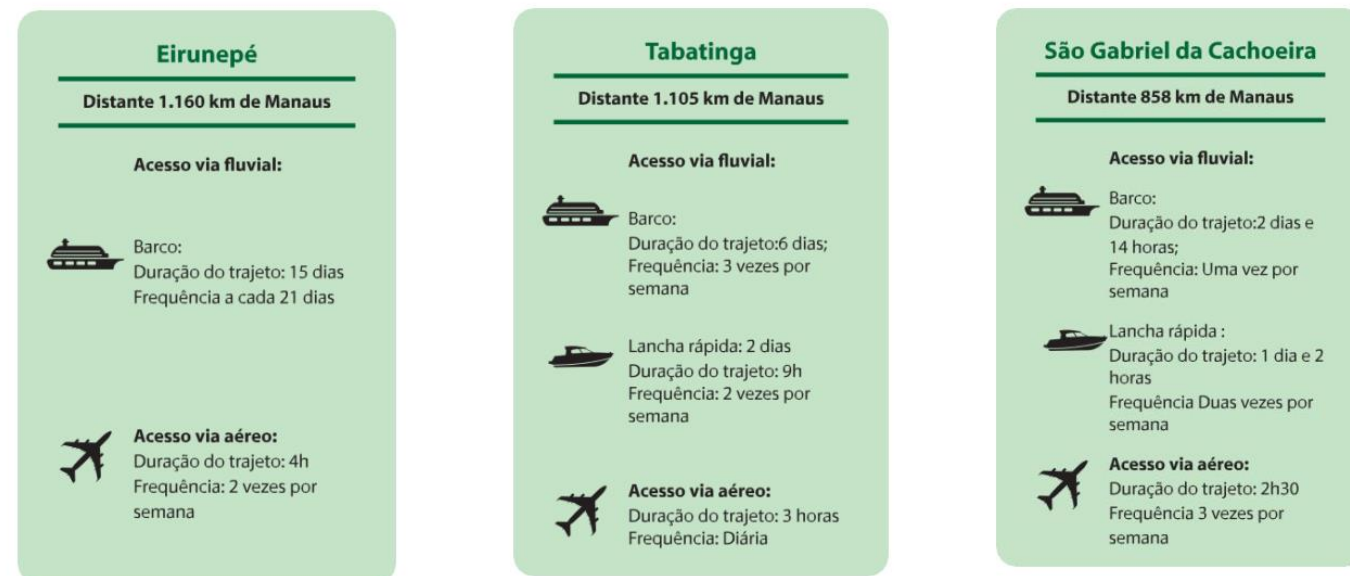 Eirunepé
Distante 1.160 km de Manaus
Acesso via fluvial:
Barco:
Duração do trajeto: 15 dias
Frequência a cada 21 dias
Acesso via aéreo:
Duração do trajeto: 4h
Frequência: 2 vezes por
semana
Tabatinga
Distante 1.105 km de Manaus
Acesso via fluvial:
Barco:
Duração do trajeto:6 dias;
Frequência: 3 vezes por
semana
Lancha rápida: 2 dias
Duração do trajeto: 9h
Frequência: 2 vezes por
semana
Acesso via aéreo:
Duração do trajeto: 3 horas
Frequência: Diária
São Gabriel da Cachoeira
Distante 858 km de Manaus
Acesso via fluvial:
Barco:
Duração do trajeto:2 dias e
14 horas;
Frequência: Uma vez por
semana
Lancha rápida :
Duração do trajeto: 1 dia e 2
horas
Frequência Duas vezes por
semana
Acesso via aéreo:
Duração do trajeto: 2h30
Frequência 3 vezes por
semana